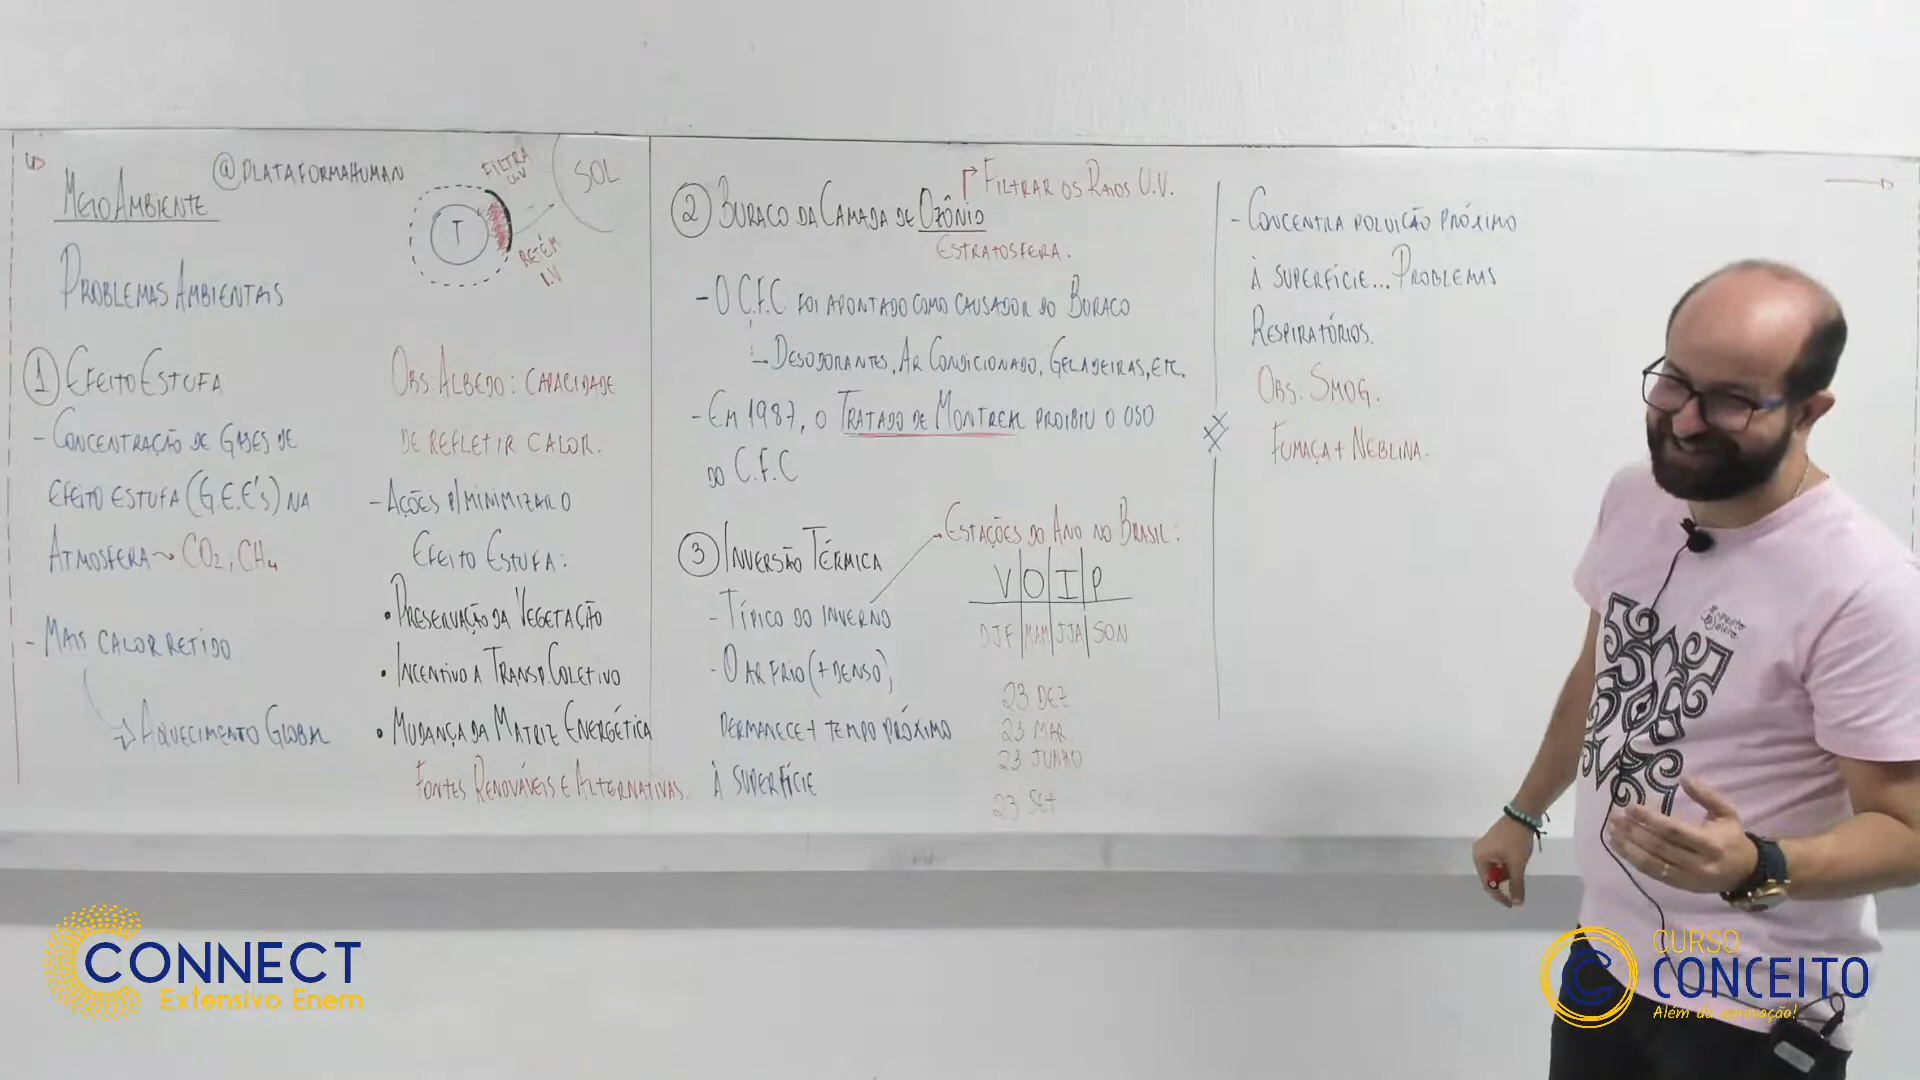 @PLATAFORMAHUMAN
MEIO AMBIENTE
PROBLEMAS AMBIENTAIS
FILTRA
U.V
SOL
T
RETÉM
I.V
① EFEITO ESTUFA
- CONCENTRAÇÃO DE GASES DE
EFEITO ESTUFA (G.E.E's) NA
ATMOSFERA ~> CO2, CH4
- MAIS CALOR RETIDO
AQUECIMENTO GLOBAL
OBS: ALBEDO: CAPACIDADE
DE REFLETIR CALOR.
- AÇÕES P/ MINIMIZAR O
EFEITO ESTUFA:
• PRESERVAÇÃO DA VEGETAÇÃO
• INCENTIVO A TRANSP. COLETIVO
• MUDANÇA DA MATRIZ ENERGÉTICA
FONTES RENOVÁVEIS E ALTERNATIVAS.
② BURACO DA CAMADA DE OZÔNIO
FILTRAR OS RAIOS U.V.
ESTRATOSFERA.
- O C.F.C FOI APONTADO COMO CAUSADOR DO BURACO
DESODORANTES, AR CONDICIONADO, GELADEIRAS, ETC.
- EM 1987, O TRATADO DE MONTREAL PROIBIU O USO
DO C.F.C
③ INVERSÃO TÉRMICA
- TÍPICO DO INVERNO
- O AR FRIO (+ DENSO),
PERMANECE + TEMPO PRÓXIMO
À SUPERFÍCIE
ESTAÇÕES DO ANO NO BRASIL:
V O I P
DJF MAM JJA SON
23 DEZ
23 MAR
23 JUNHO
23 SET
- CONCENTRA POLUIÇÃO PRÓXIMO
À SUPERFÍCIE... PROBLEMAS
RESPIRATÓRIOS.
OBS. SMOG.
FUMAÇA + NEBLINA.
CONNECT
Extensivo Enem
CURSO
CONCEITO
Além da aprovação!